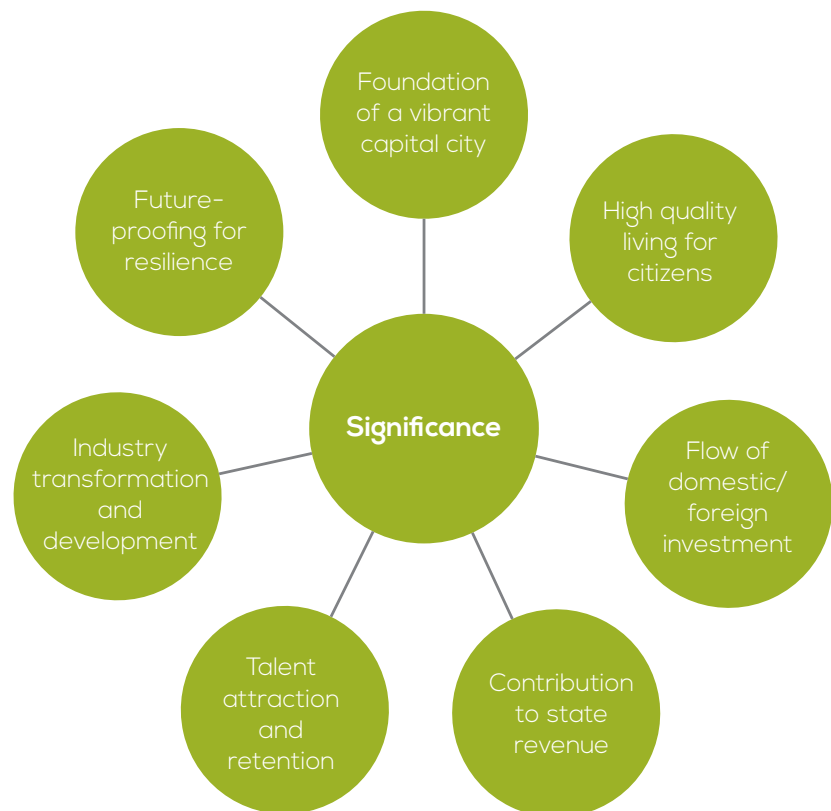 Foundation
of a vibrant
capital city
High quality
living for
citizens
Flow of
domestic/
foreign
investment
Contribution
to state
revenue
Talent
attraction
and
retention
Industry
transformation
and
development
Future-
proofing for
resilience
Significance